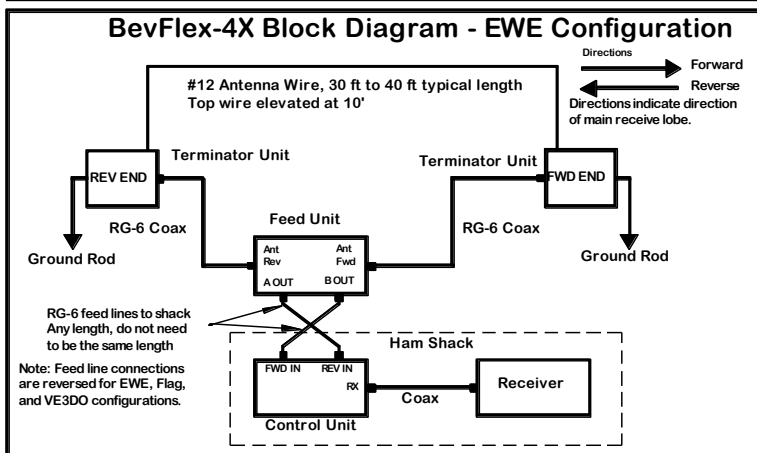 BevFlex-4X Block Diagram - EWE Configuration
Directions
Forward
Reverse
Directions indicate direction
of main receive lobe.
#12 Antenna Wire, 30 ft to 40 ft typical length
Top wire elevated at 10'
Terminator Unit
Terminator Unit
REV END
FWD END
RG-6 Coax
Feed Unit
RG-6 Coax
Ground Rod
Ground Rod
Ant
Rev
Ant
Fwd
A OUT
B OUT
RG-6 feed lines to shack
Any length, do not need
to be the same length
Note: Feed line connections
are reversed for EWE, Flag,
and VE3DO configurations.
Ham Shack
FWD IN
REV IN
RX
Receiver
Coax
Control Unit